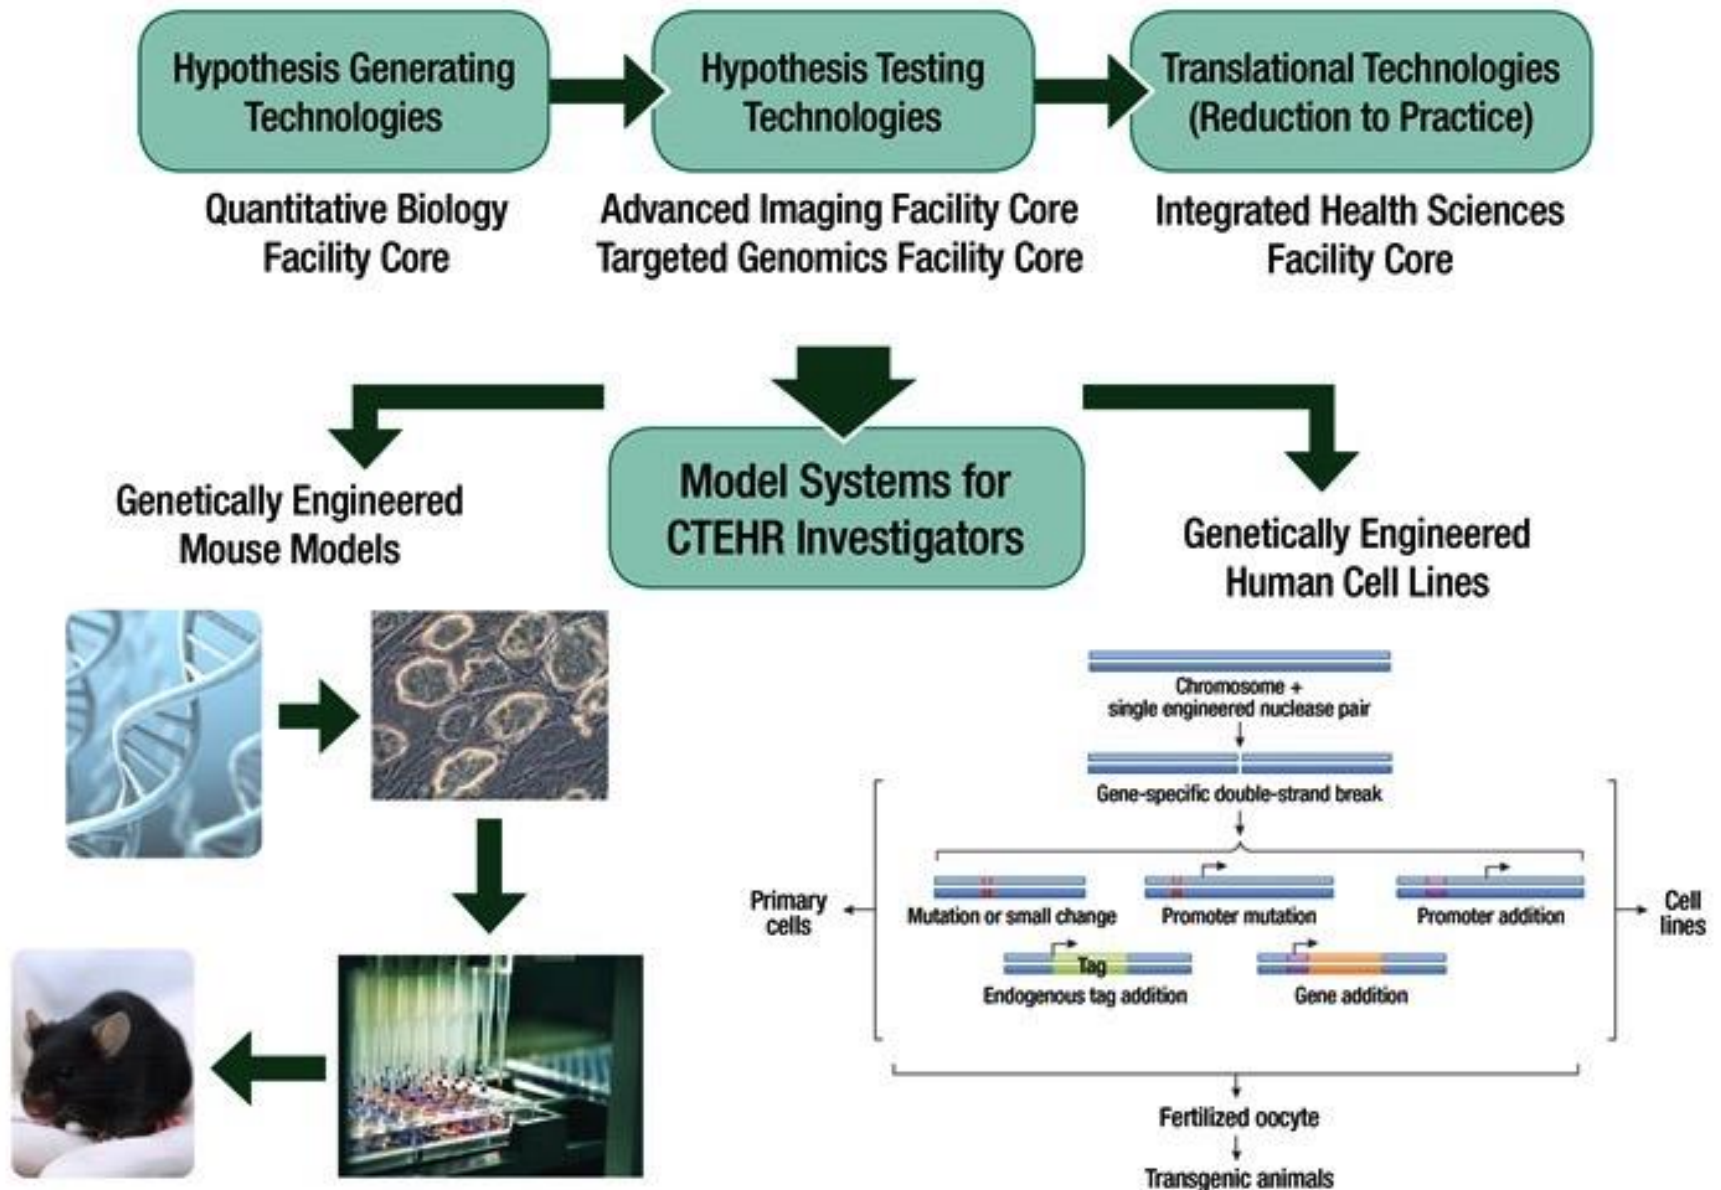 Hypothesis Generating
Technologies
Hypothesis Testing
Technologies
Translational Technologies
(Reduction to Practice)
Quantitative Biology
Facility Core
Advanced Imaging Facility Core
Targeted Genomics Facility Core
Integrated Health Sciences
Facility Core
Model Systems for
CTEHR Investigators
Genetically Engineered
Mouse Models
Genetically Engineered
Human Cell Lines
Chromosome +
single engineered nuclease pair
Gene-specific double-strand break
Primary
cells
Mutation or small change
Promoter mutation
Promoter addition
Cell
lines
Tag
Endogenous tag addition
Gene addition
Fertilized oocyte
Transgenic animals